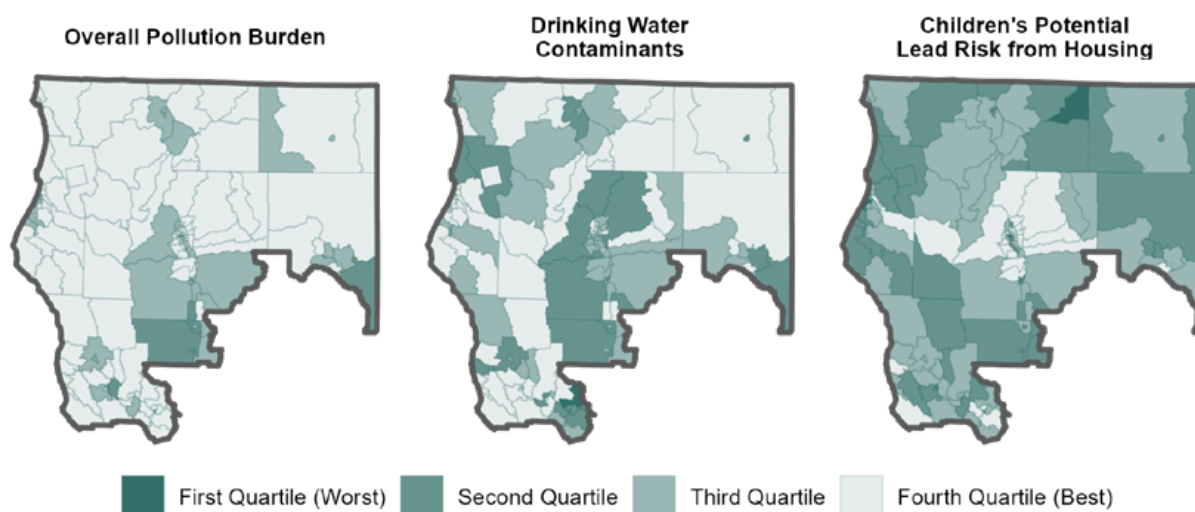 Overall Pollution Burden
Drinking Water
Contaminants
Children's Potential
Lead Risk from Housing
First Quartile (Worst)
Second Quartile
Third Quartile
Fourth Quartile (Best)